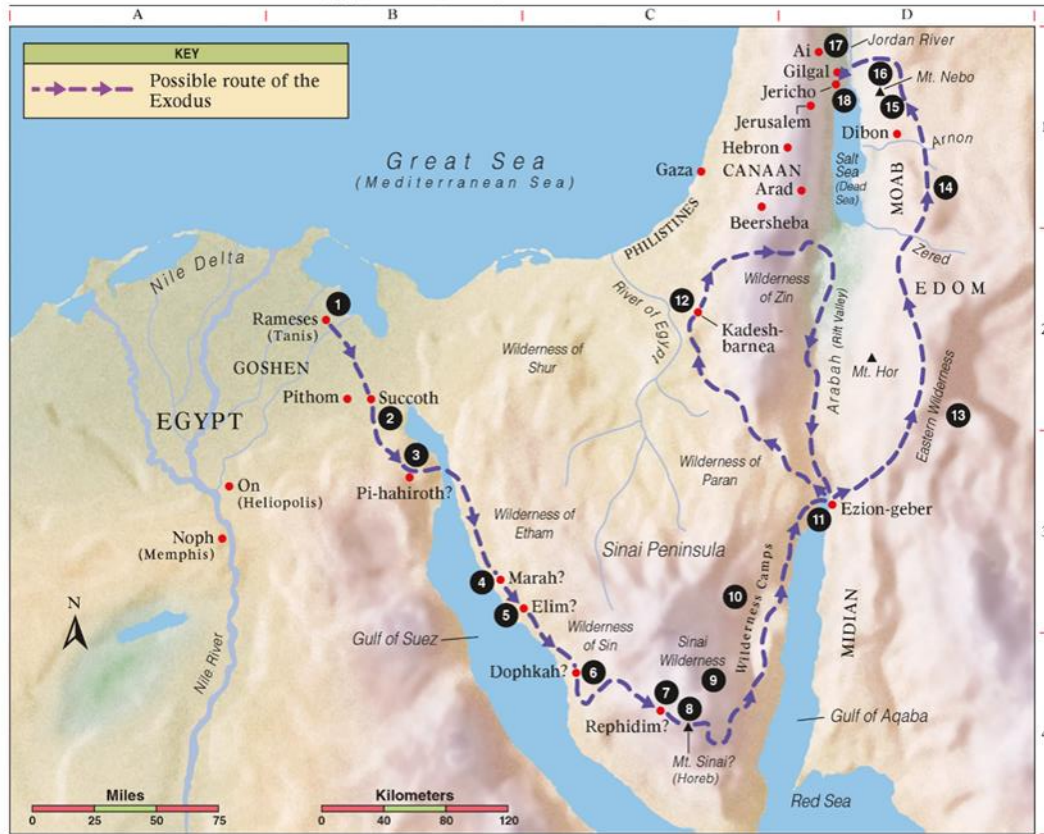 A
B
C
D
KEY
Possible route of the
Exodus
Great Sea
(Mediterranean Sea)
Ai
17
Jordan River
Gilgal
16
Mt. Nebo
Jericho
18
15
Jerusalem
Dibon
Arnon
Hebron
Gaza
CANAAN
Salt
Sea
(Dead
Sea)
MOAB
14
Arad
Beersheba
PHILISTINES
Zered
Nile Delta
EDOM
Wilderness
of Zin
River of Egypt
12
1
Rameses
(Tanis)
Kadesh-
barnea
Arabah (Rift Valley)
2
Wilderness of
Shur
Mt. Hor
GOSHEN
Pithom
Succoth
2
EGYPT
Eastern Wilderness
13
3
Pi-hahiroth?
Wilderness of
Paran
On
(Heliopolis)
Ezion-geber
11
Wilderness of
Etham
Noph
(Memphis)
3
Sinai Peninsula
4
Marah?
10
Wilderness Camps
5
Elim?
MIDIAN
N
Gulf of Suez
Wilderness
of Sin
Sinai
Wilderness
Nile River
Dophkah?
6
9
7
8
Rephidim?
Gulf of Aqaba
4
Mt. Sinai?
(Horeb)
Red Sea
Miles
0
25
50
75
Kilometers
0
40
80
120